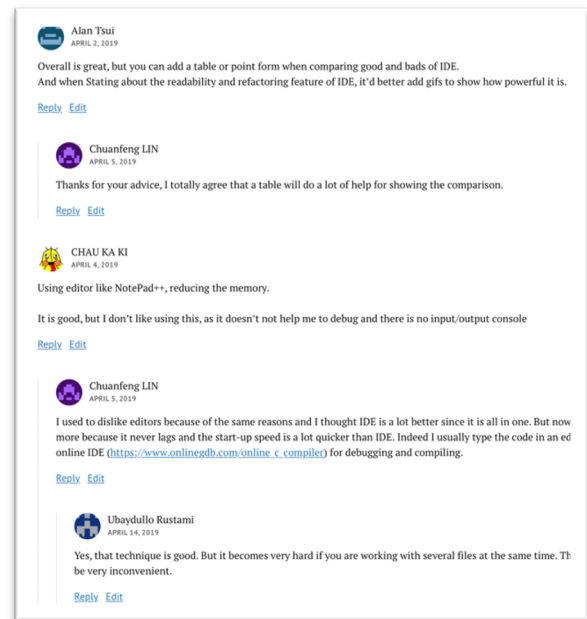 Alan Tsui
APRIL 2, 2019
Overall is great, but you can add a table or point form when comparing good and bads of IDE.
And when Stating about the readability and refactoring feature of IDE, it'd better add gifs to show how powerful it is.
Reply Edit
Chuanfeng LIN
APRIL 5, 2019
Thanks for your advice, I totally agree that a table will do a lot of help for showing the comparison.
Reply Edit
CHAU KA KI
APRIL 4, 2019
Using editor like NotePad++, reducing the memory.
It is good, but I don't like using this, as it doesn't not help me to debug and there is no input/output console
Reply Edit
Chuanfeng LIN
APRIL 5, 2019
I used to dislike editors because of the same reasons and I thought IDE is a lot better since it is all in one. But now
more because it never lags and the start-up speed is a lot quicker than IDE. Indeed I usually type the code in an ed
online IDE (https://www.onlinegdb.com/online_c_compiler) for debugging and compiling.
Reply Edit
Ubaydullo Rustami
APRIL 14, 2019
Yes, that technique is good. But it becomes very hard if you are working with several files at the same time. Th
be very inconvenient.
Reply Edit